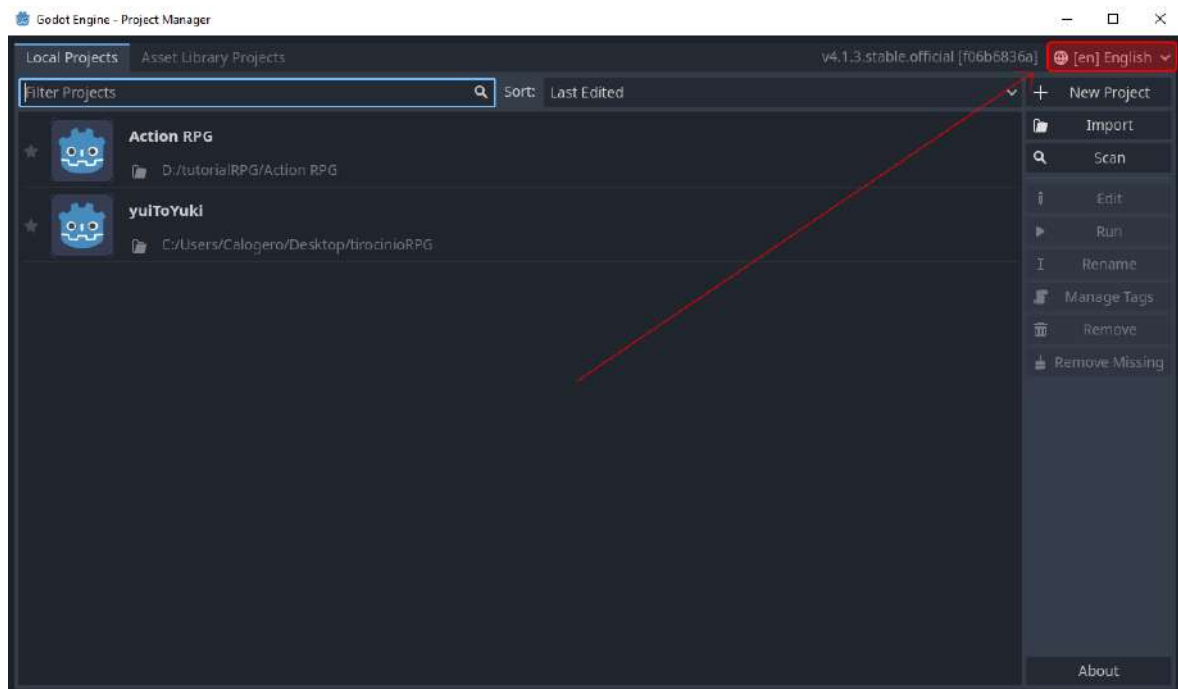 Godot Engine - Project Manager
Local Projects Asset Library Projects v4.1.3.stable.official [f06b6836a] [en] English
Filter Projects Sort: Last Edited + New Project
Import
Scan
Action RPG
D:/tutorialRPG/Action RPG
yuiToYuki
C:/Users/Calogero/Desktop/tirocinioRPG
Edit
Run
Rename
Manage Tags
Remove
Remove Missing
About